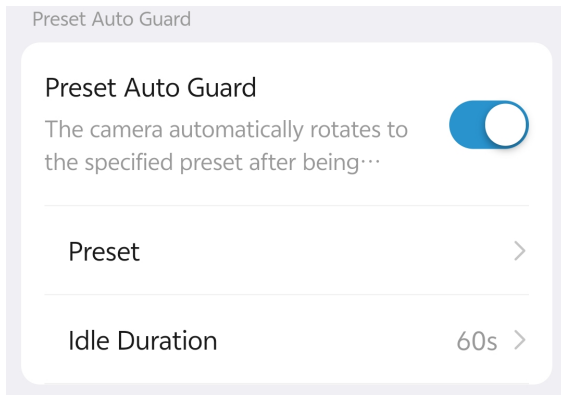 Preset Auto Guard
Preset Auto Guard
The camera automatically rotates to
the specified preset after being···
Preset
Idle Duration 60s